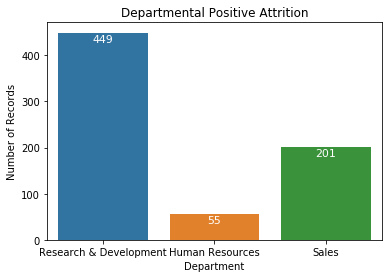 Departmental Positive Attrition
Number of Records
400
300
200
100
0
449
55
201
Research & Development
Human Resources
Sales
Department